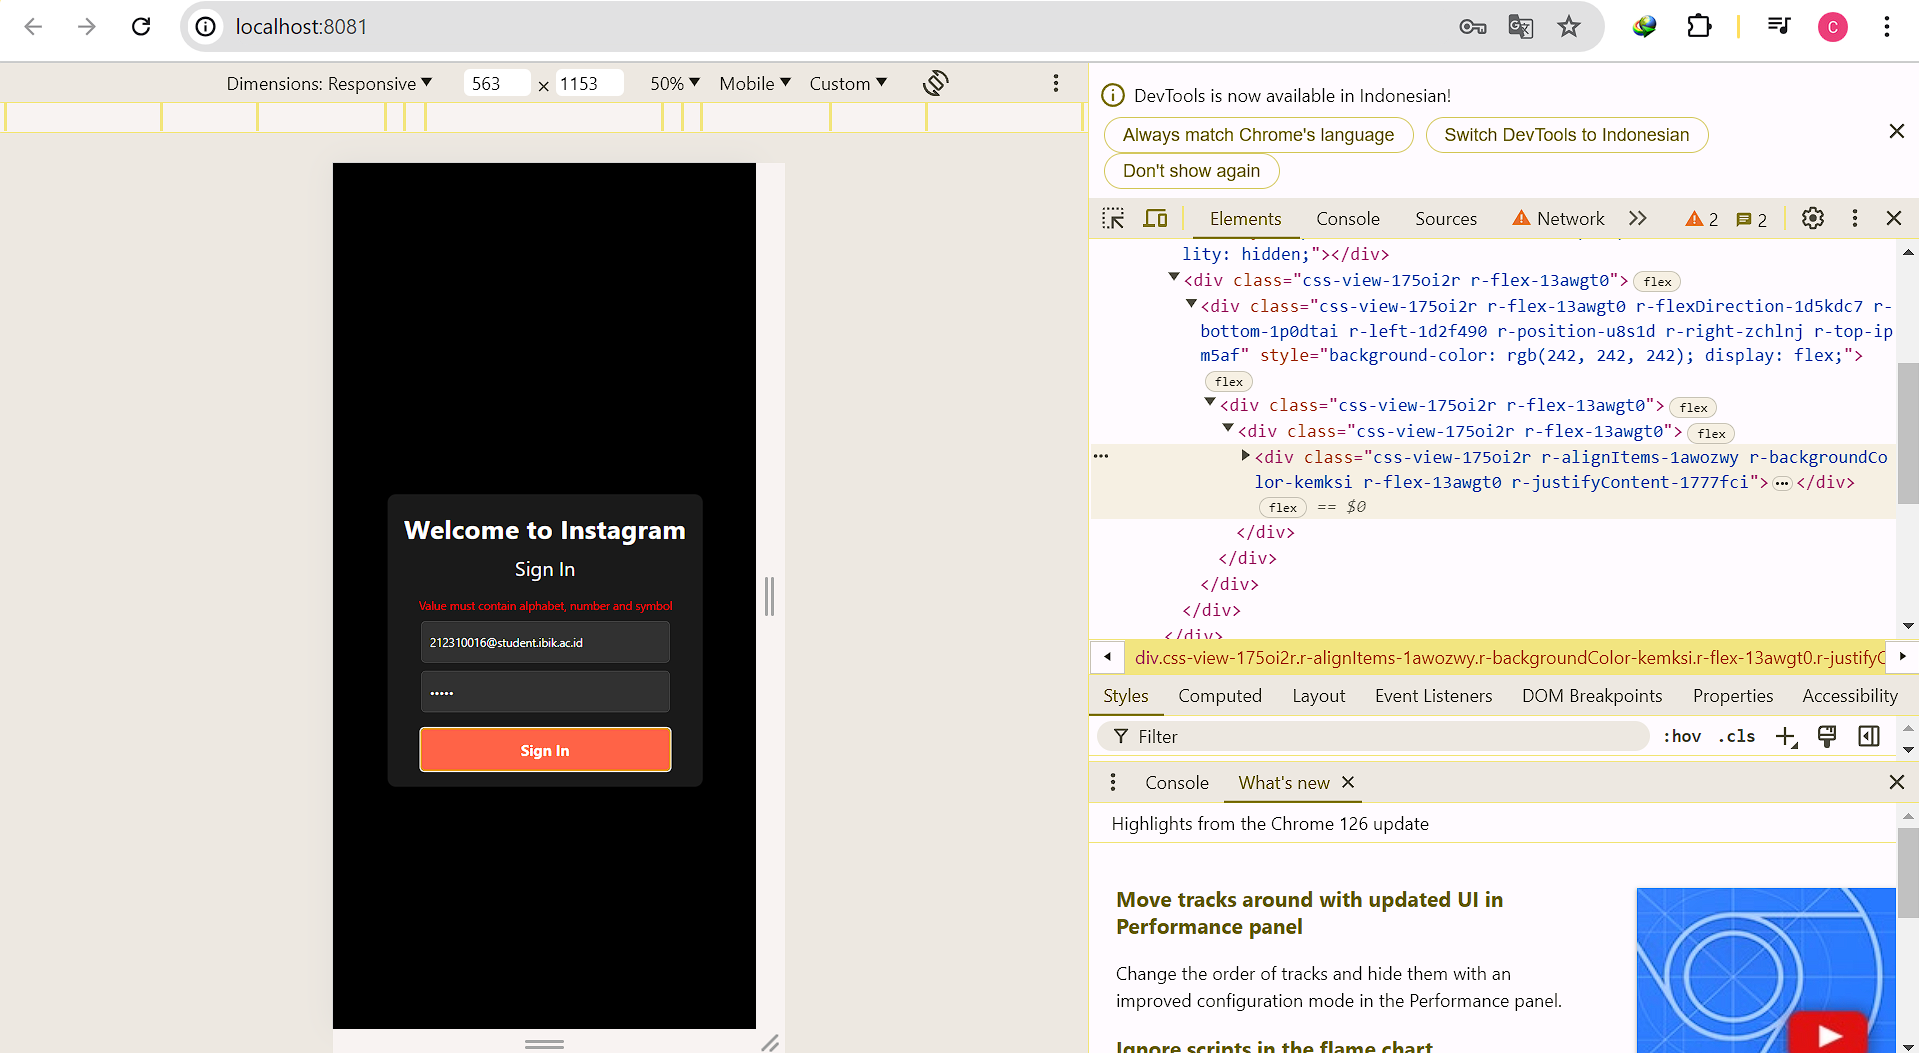 localhost:8081
C
Dimensions: Responsive
563 × 1153
50%
Mobile
Custom
Welcome to Instagram
Sign In
Value must contain alphabet, number and symbol
212310016@student.ibik.ac.id
•••••
Sign In
DevTools is now available in Indonesian!
Always match Chrome's language
Switch DevTools to Indonesian
Don't show again
Elements
Console
Sources
Network
2
2
lity: hidden;"></div>
<div class="css-view-175oi2r r-flex-13awgt0"> flex
<div class="css-view-175oi2r r-flex-13awgt0 r-flexDirection-1d5kdc7 r-
bottom-1p0dtai r-left-1d2f490 r-position-u8s1d r-right-zchlnj r-top-ip
m5af" style="background-color: rgb(242, 242, 242); display: flex;">
flex
<div class="css-view-175oi2r r-flex-13awgt0"> flex
<div class="css-view-175oi2r r-flex-13awgt0"> flex
<div class="css-view-175oi2r r-alignItems-1awozwy r-backgroundCo
lor-kemksi r-flex-13awgt0 r-justifyContent-1777fci">…</div>
flex == $0
</div>
</div>
</div>
</div>
</div>
div.css-view-175oi2r.r-alignItems-1awozwy.r-backgroundColor-kemksi.r-flex-13awgt0.r-justifyC
Styles
Computed
Layout
Event Listeners
DOM Breakpoints
Properties
Accessibility
Filter
:hov
.cls
Console
What's new
Highlights from the Chrome 126 update
Move tracks around with updated UI in
Performance panel
Change the order of tracks and hide them with an
improved configuration mode in the Performance panel.
Ignore scripts in the flame chart